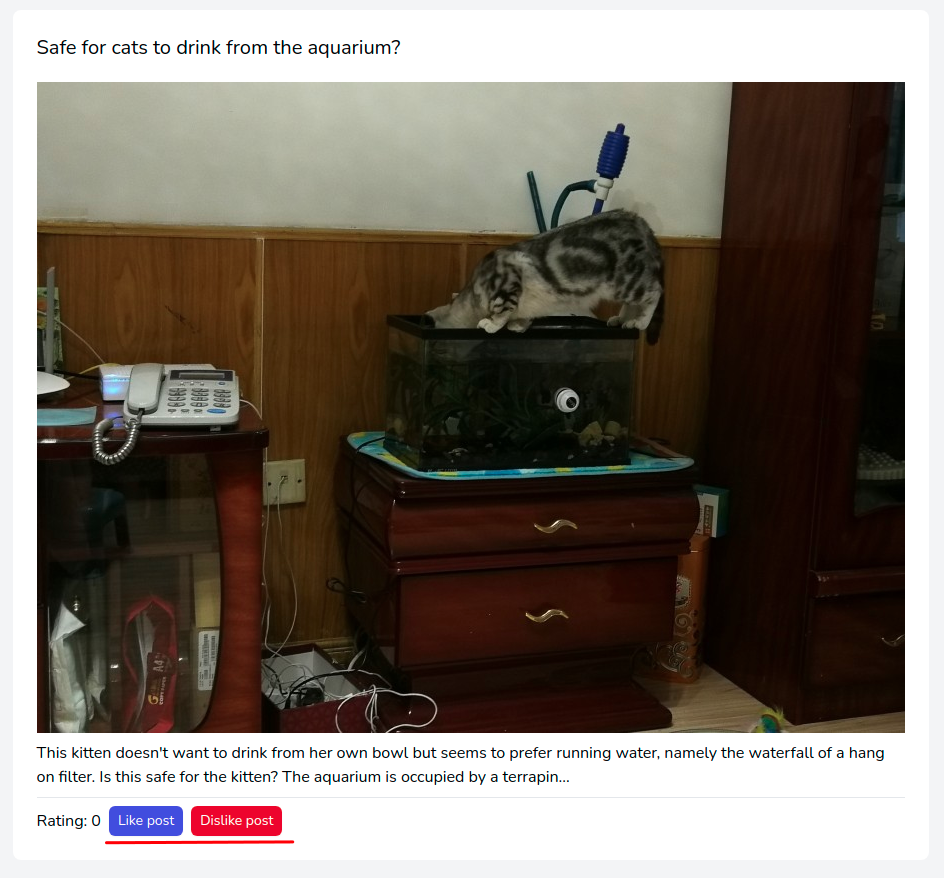 Safe for cats to drink from the aquarium?
This kitten doesn't want to drink from her own bowl but seems to prefer running water, namely the waterfall of a hang
on filter. Is this safe for the kitten? The aquarium is occupied by a terrapin...
Rating: 0 Like post Dislike post